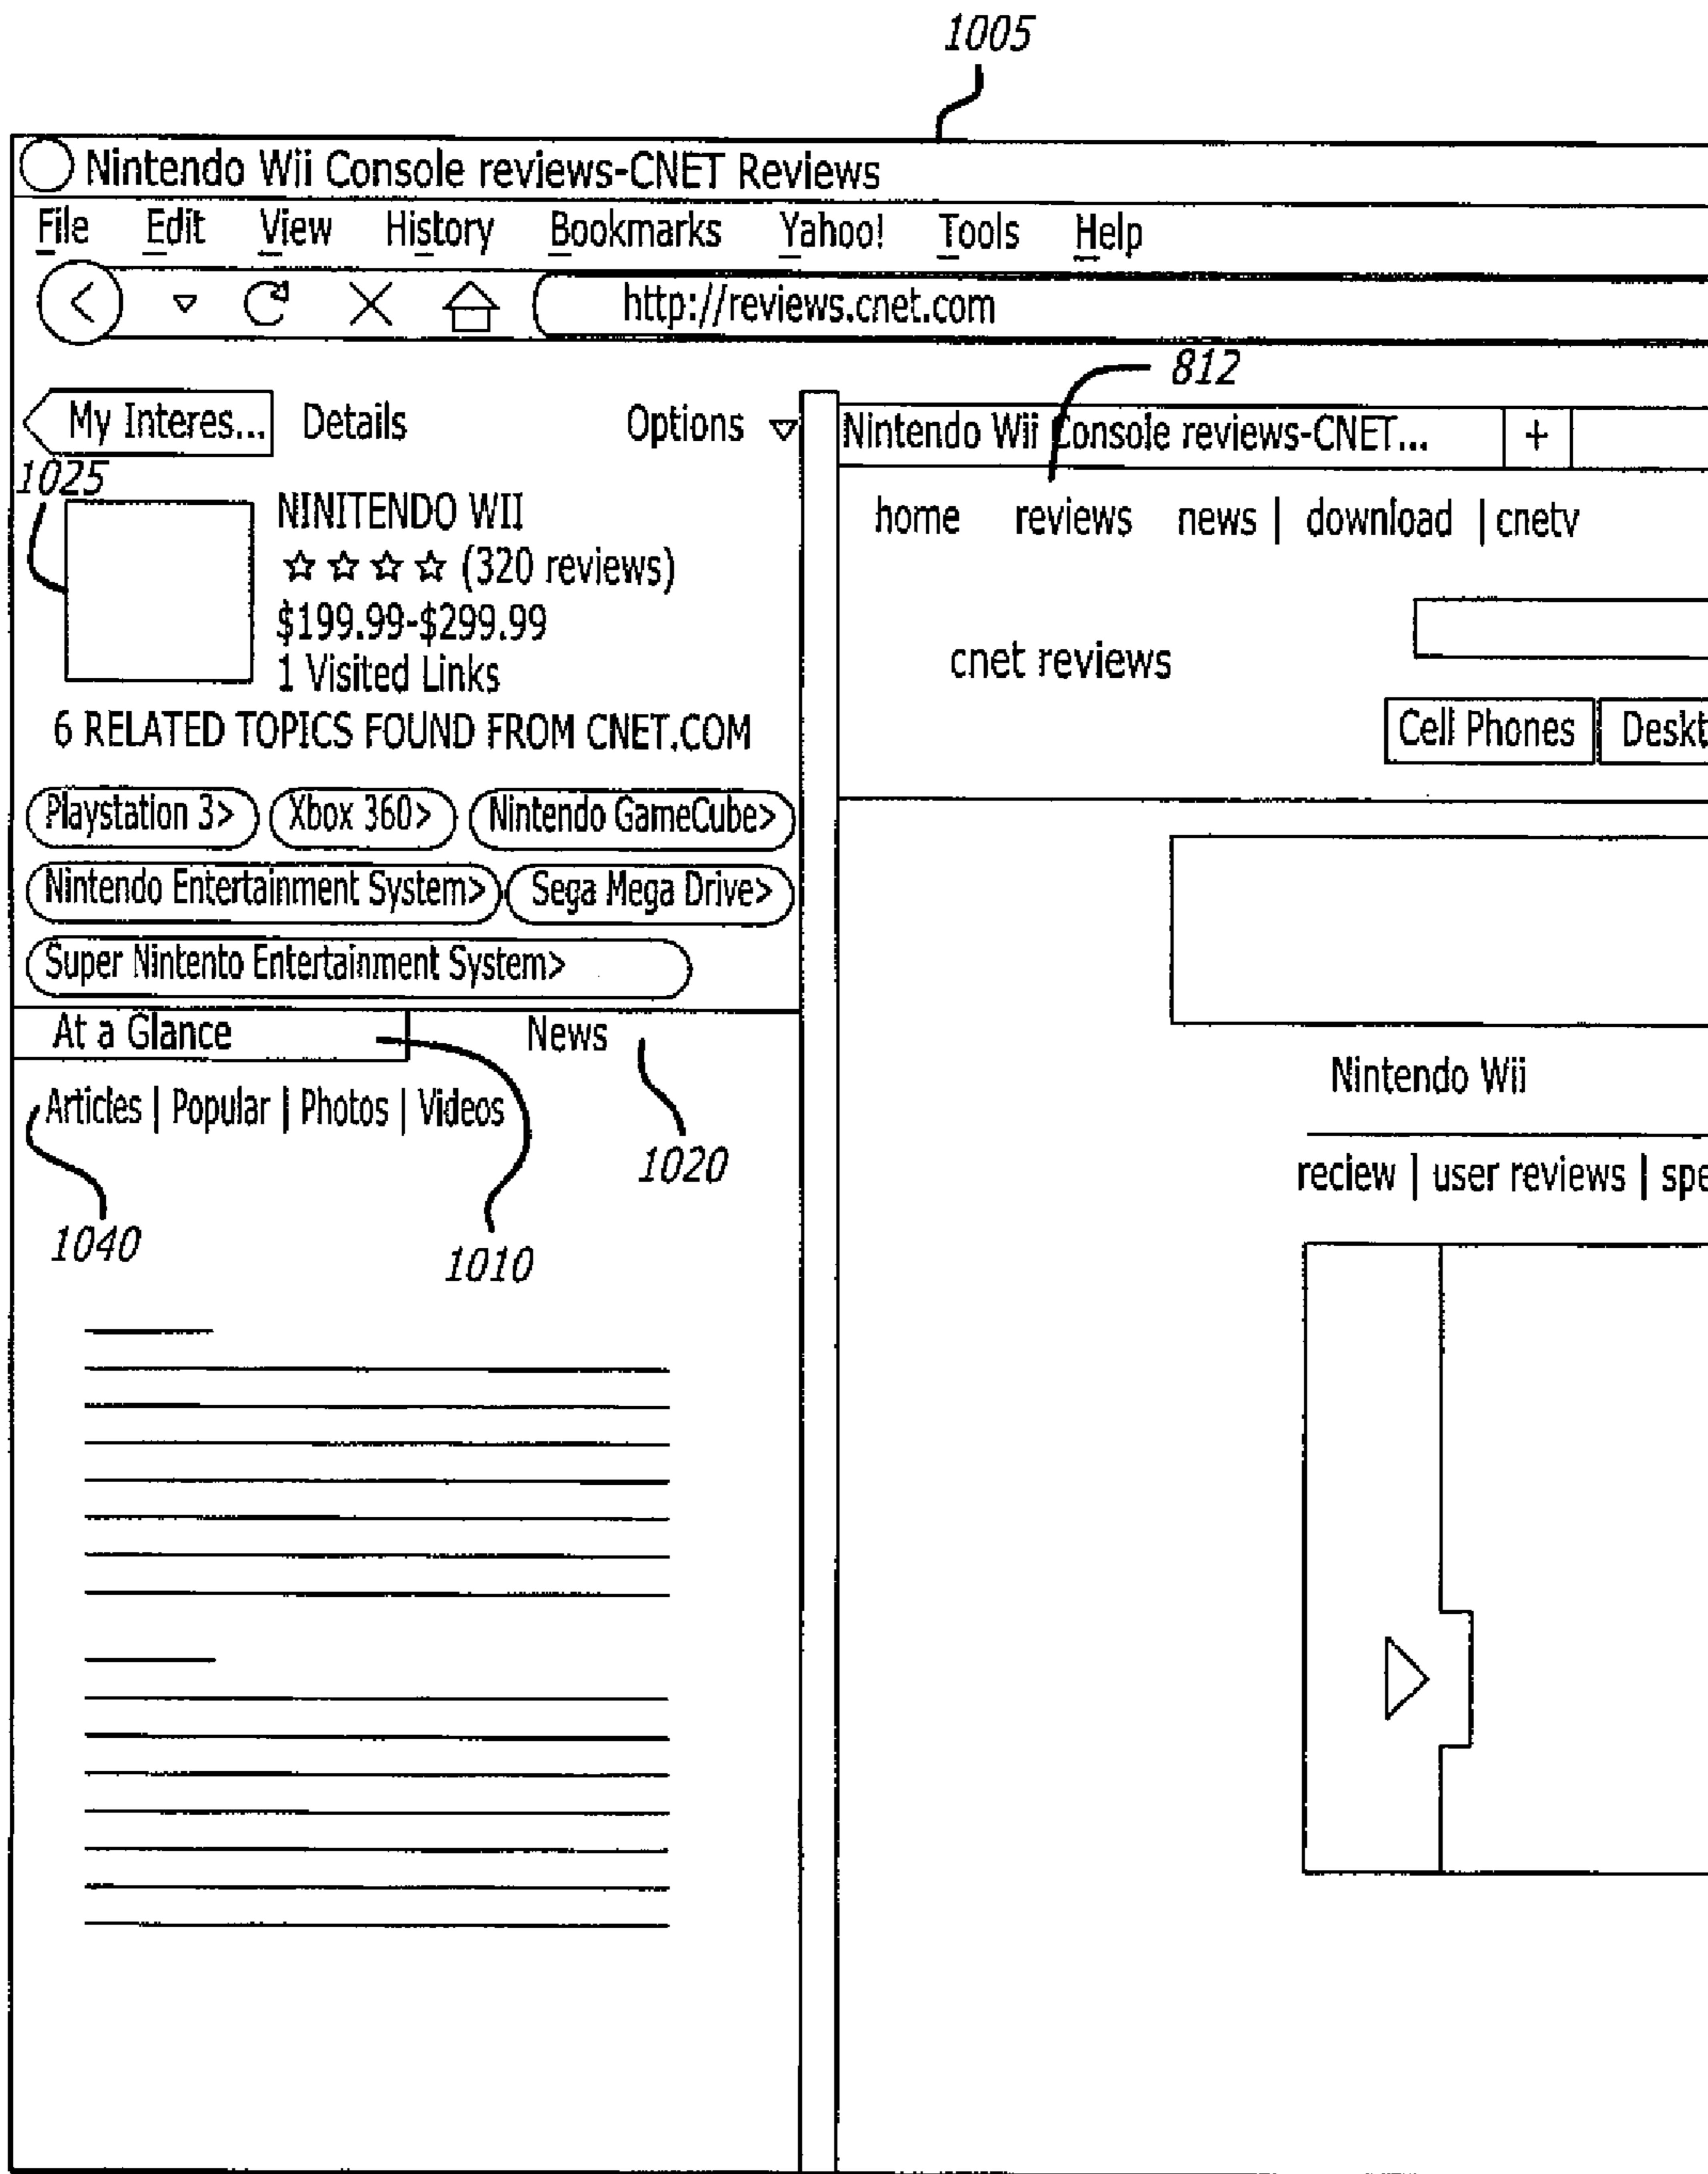 1005
Nintendo Wii Console reviews-CNET Reviews
File Edit View History Bookmarks Yahoo! Tools Help
http://reviews.cnet.com
812
My Interes... Details Options
Nintendo Wii Console reviews-CNET... +
1025
NINITENDO WII
☆☆☆☆ (320 reviews)
$199.99-$299.99
1 Visited Links
6 RELATED TOPICS FOUND FROM CNET.COM
Playstation 3> Xbox 360> Nintendo GameCube>
Nintendo Entertainment System> Sega Mega Drive>
Super Nintento Entertainment System>
At a Glance News
Articles | Popular | Photos | Videos
1020
1040
1010
home reviews news | download | cnetv
cnet reviews
Cell Phones Deskt
Nintendo Wii
reciew | user reviews | spe